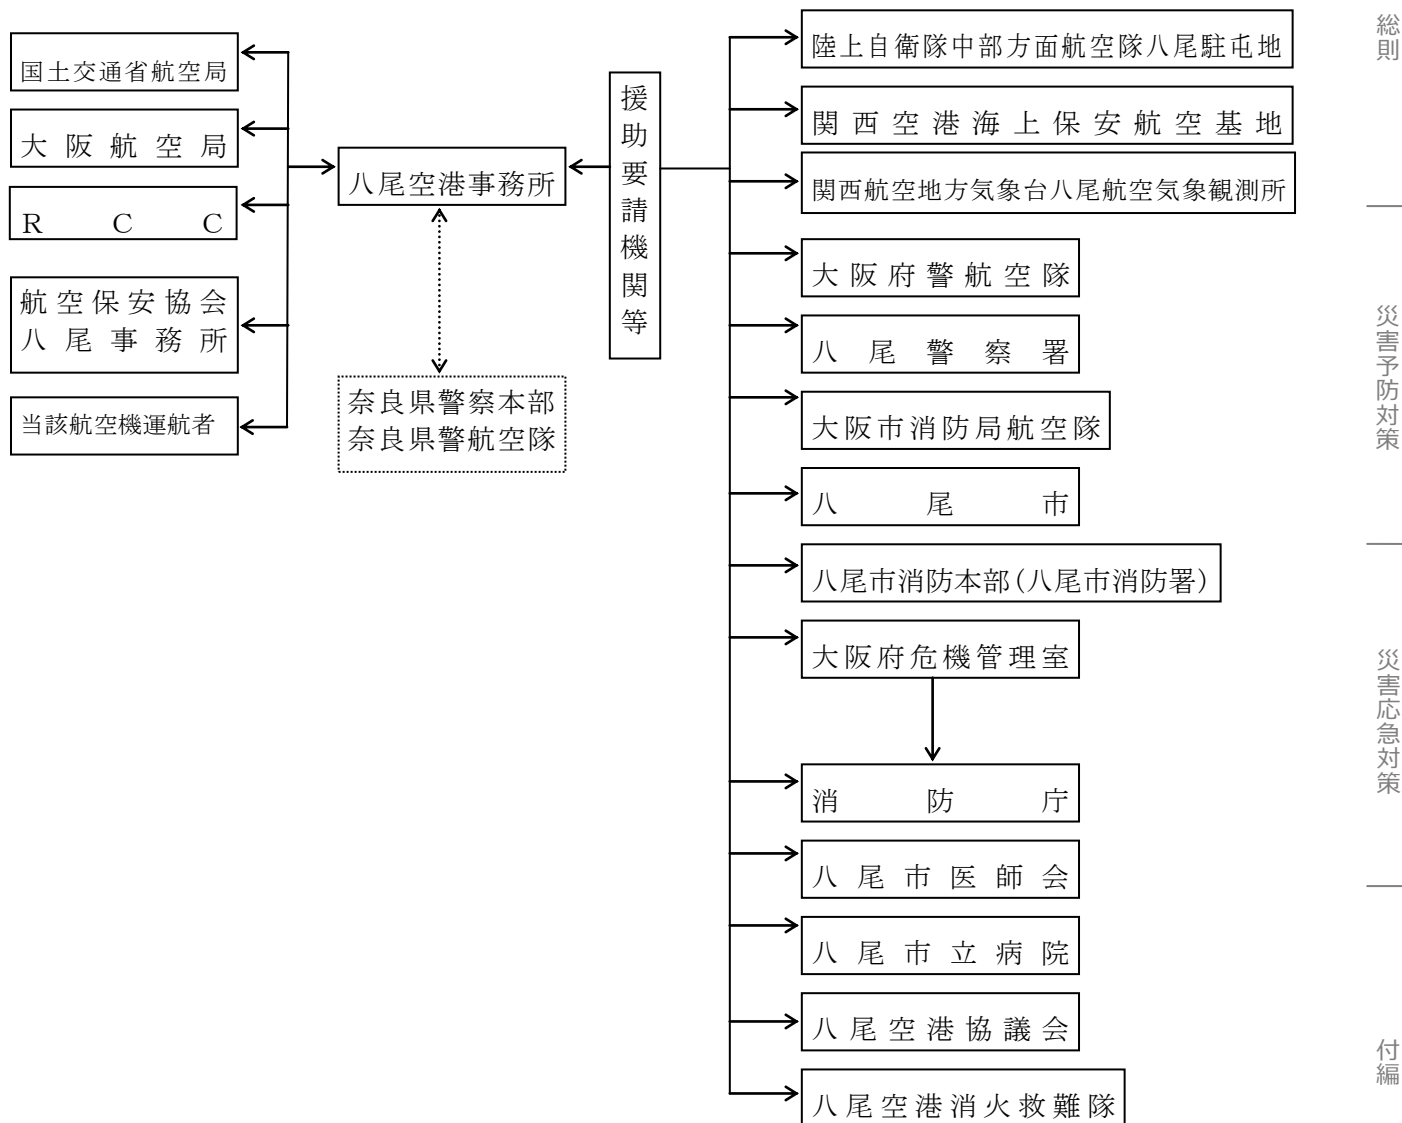 国土交通省航空局
大阪航空局
R C C
航空保安協会
八尾事務所
当該航空機運航者
八尾空港事務所
奈良県警察本部
奈良県警航空隊
援助要請機関等
陸上自衛隊中部方面航空隊八尾駐屯地
関西空港海上保安航空基地
関西航空地方気象台八尾航空気象観測所
大阪府警航空隊
八尾警察署
大阪市消防局航空隊
八尾市
八尾市消防本部(八尾市消防署)
大阪府危機管理室
消防庁
八尾市医師会
八尾市立病院
八尾空港協議会
八尾空港消火救難隊
総則
災害予防対策
災害応急対策
付編